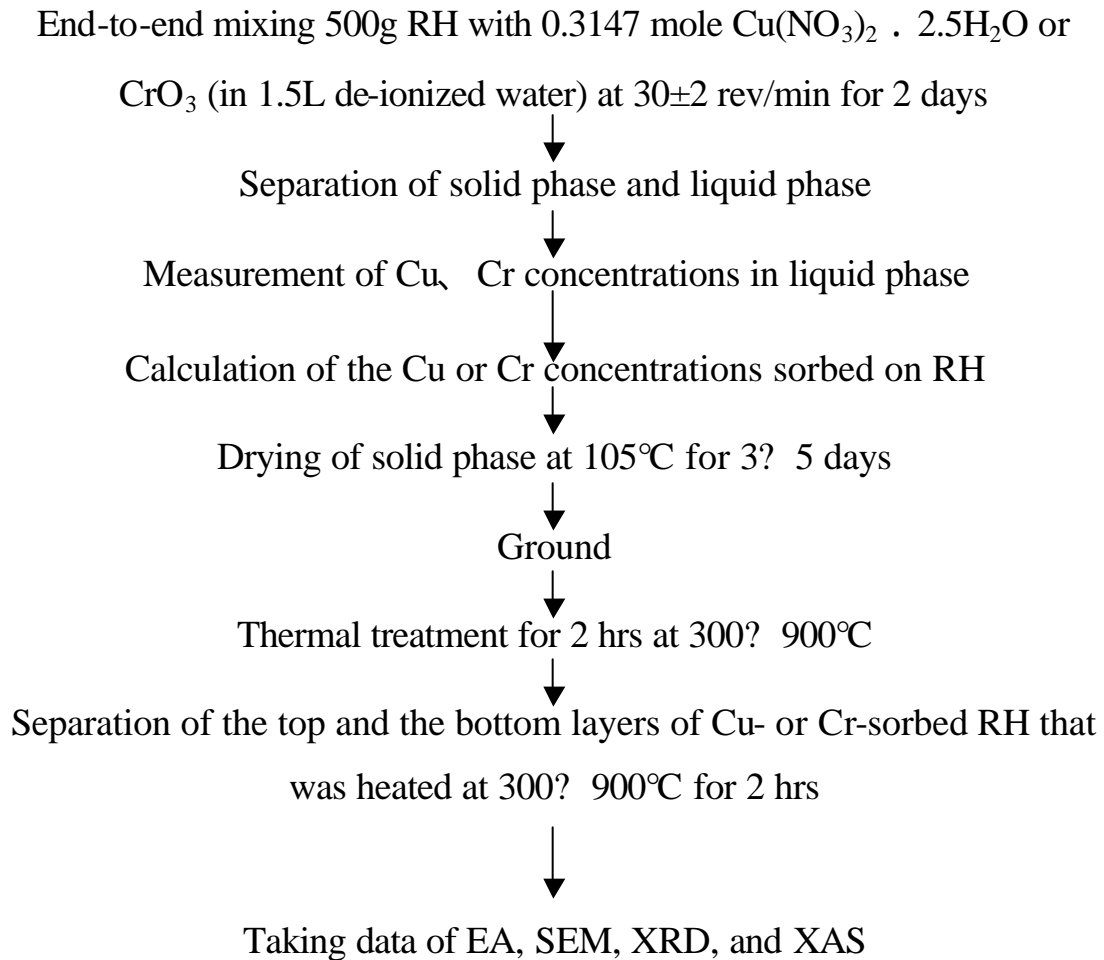 End-to-end mixing 500g RH with 0.3147 mole Cu(NO₃)₂ . 2.5H₂O or
CrO₃ (in 1.5L de-ionized water) at 30±2 rev/min for 2 days
Separation of solid phase and liquid phase
Measurement of Cu、 Cr concentrations in liquid phase
Calculation of the Cu or Cr concentrations sorbed on RH
Drying of solid phase at 105℃ for 3? 5 days
Ground
Thermal treatment for 2 hrs at 300? 900℃
Separation of the top and the bottom layers of Cu- or Cr-sorbed RH that
was heated at 300? 900℃ for 2 hrs
Taking data of EA, SEM, XRD, and XAS